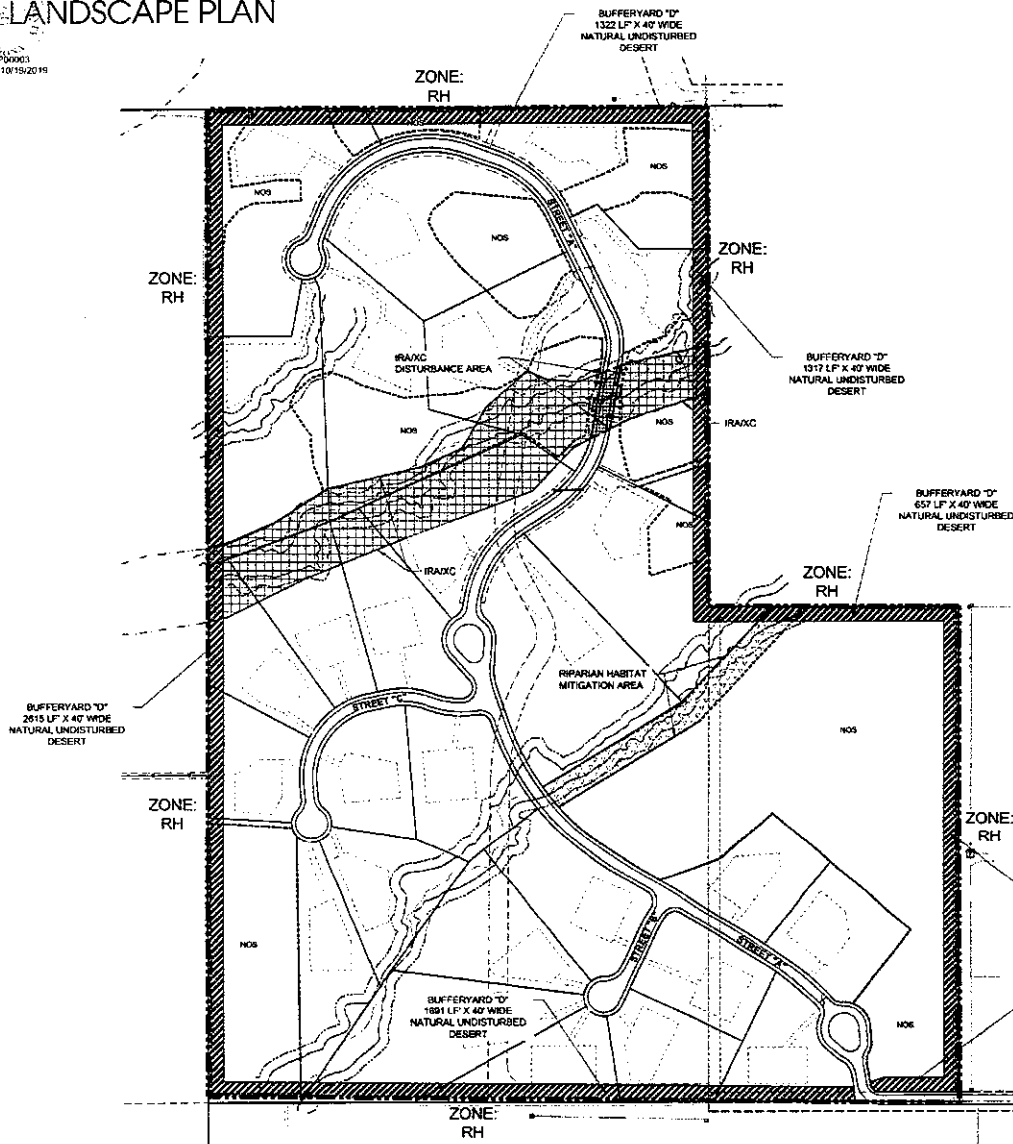 LANDSCAPE PLAN
10/19/2019
BUFFERYARD "D"
1322 LF X 40' WIDE
NATURAL UNDISTURBED
DESERT
ZONE:
RH
NOS
NOS
NOS
NOS
STREET "A"
ZONE:
RH
ZONE:
RH
IRA/XC
DISTURBANCE AREA
BUFFERYARD "D"
1317 LF X 40' WIDE
NATURAL UNDISTURBED
DESERT
NOS
NOS
IRA/XC
BUFFERYARD "D"
657 LF X 40' WIDE
NATURAL UNDISTURBED
DESERT
NOS
IRA/XC
ZONE:
RH
RIPARIAN HABITAT
MITIGATION AREA
BUFFERYARD "D"
2615 LF X 40' WIDE
NATURAL UNDISTURBED
DESERT
STREET "C"
NOS
ZONE:
RH
ZONE:
RH
NOS
STREET "B"
STREET "A"
BUFFERYARD "D"
1691 LF X 40' WIDE
NATURAL UNDISTURBED
DESERT
NOS
ZONE:
RH